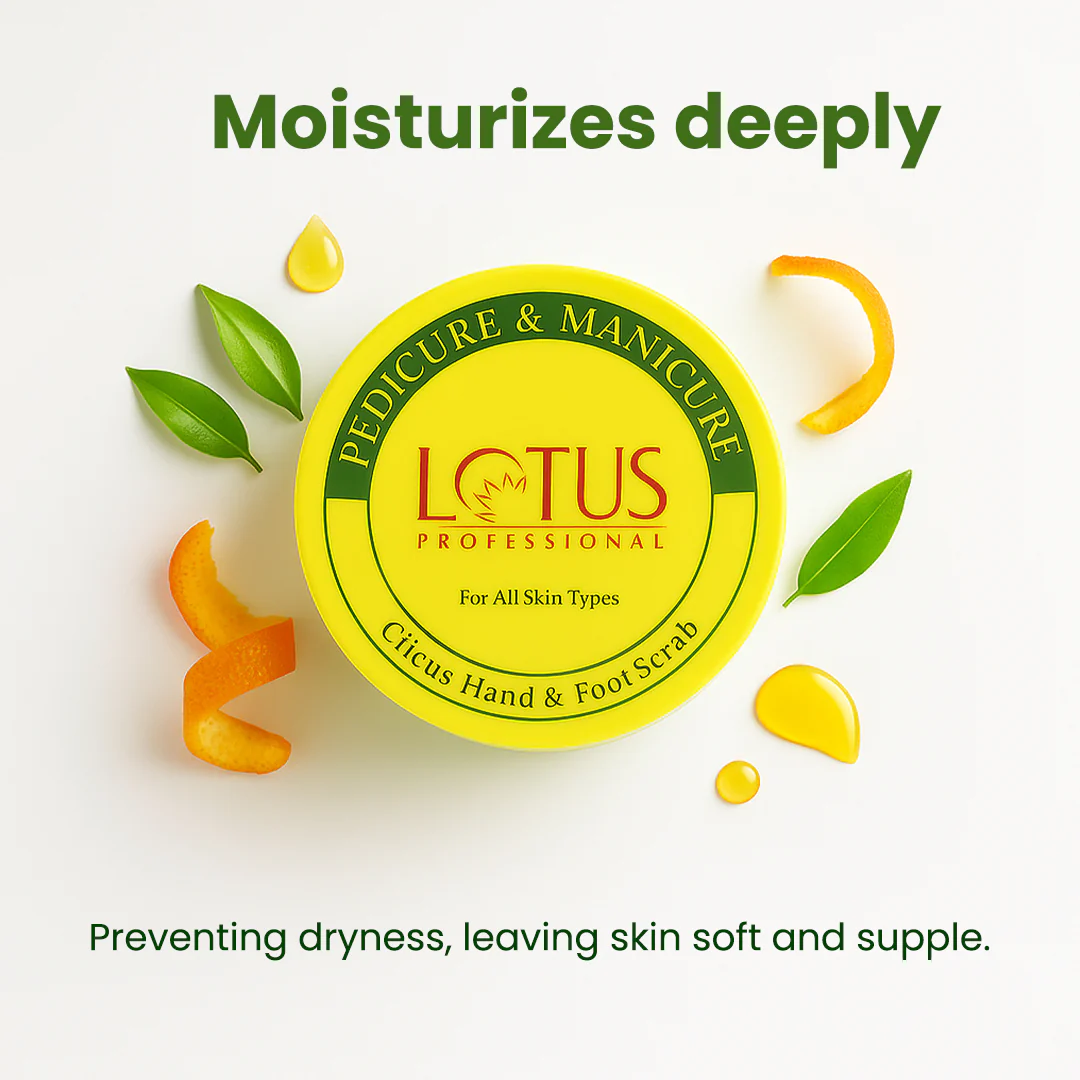 Moisturizes deeply
PEDICURE & MANICURE
LOTUS
PROFESSIONAL
For All Skin Types
Ciicus Hand & Foot Scrab
Preventing dryness, leaving skin soft and supple.